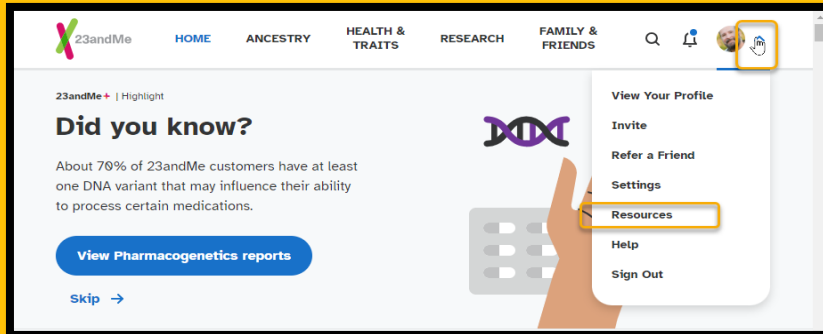 23andMe
HOME
ANCESTRY
HEALTH &
TRAITS
RESEARCH
FAMILY &
FRIENDS
23andMe+ | Highlight
Did you know?
About 70% of 23andMe customers have at least
one DNA variant that may influence their ability
to process certain medications.
View Pharmacogenetics reports
Skip →
View Your Profile
Invite
Refer a Friend
Settings
Resources
Help
Sign Out